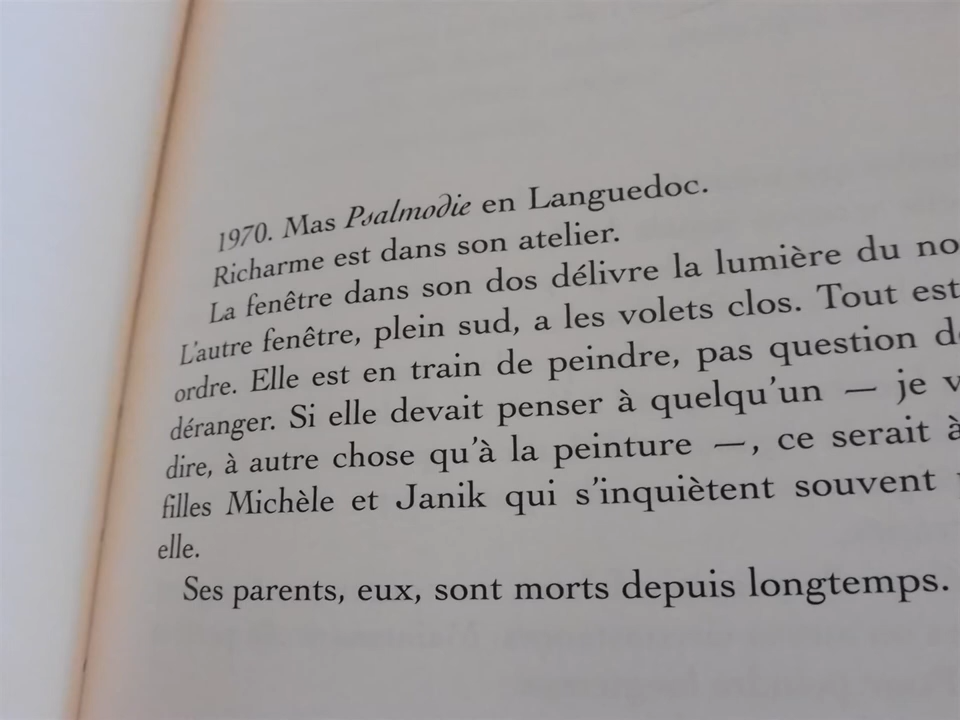 1970. Mas Psalmodie en Languedoc.
Richarme est dans son atelier.
La fenêtre dans son dos délivre la lumière du no
L'autre fenêtre, plein sud, a les volets clos. Tout est
ordre. Elle est en train de peindre, pas question d
déranger. Si elle devait penser à quelqu'un — je v
dire, à autre chose qu'à la peinture —, ce serait à
filles Michèle et Janik qui s'inquiètent souvent
elle.
Ses parents, eux, sont morts depuis longtemps.